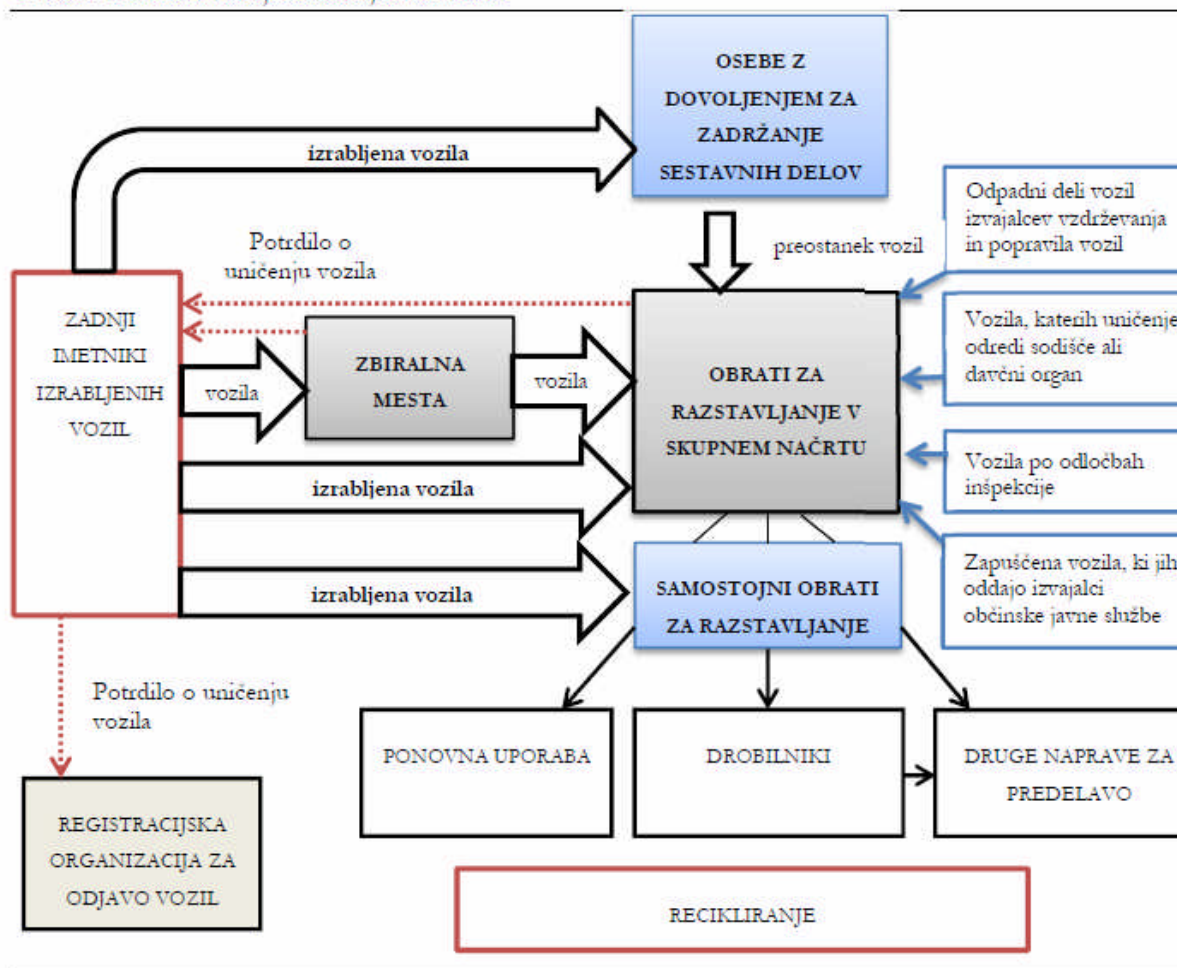 OSEBE Z
DOVOLJENJEM ZA
ZADRŽANJE
SESTAVNIH DELOV
izrabljena vozila
Odpadni deli vozil
izvajalcev vzdrževanja
in popravila vozil
preostanek vozil
Potrdilo o
uničenju vozila
ZADNJI
IMETNIKI
IZRABLJENIH
VOZIL
vozila
ZBIRALNA
MESTA
vozila
OBRATI ZA
RAZSTAVLJANJE V
SKUPNEM NAČRTU
Vozila, katerih uničenje
odredi sodišče ali
davčni organ
izrabljena vozila
Vozila po odločbah
inšpekcije
izrabljena vozila
SAMOSTOJNI OBRATI
ZA RAZSTAVLJANJE
Zapuščena vozila, ki jih
oddajo izvajalci
občinske javne službe
Potrdilo o uničenju
vozila
PONOVNA UPORABA
DROBILNIKI
DRUGE NAPRAVE ZA
PREDELAVO
REGISTRACIJSKA
ORGANIZACIJA ZA
ODJAVO VOZIL
RECIKLIRANJE